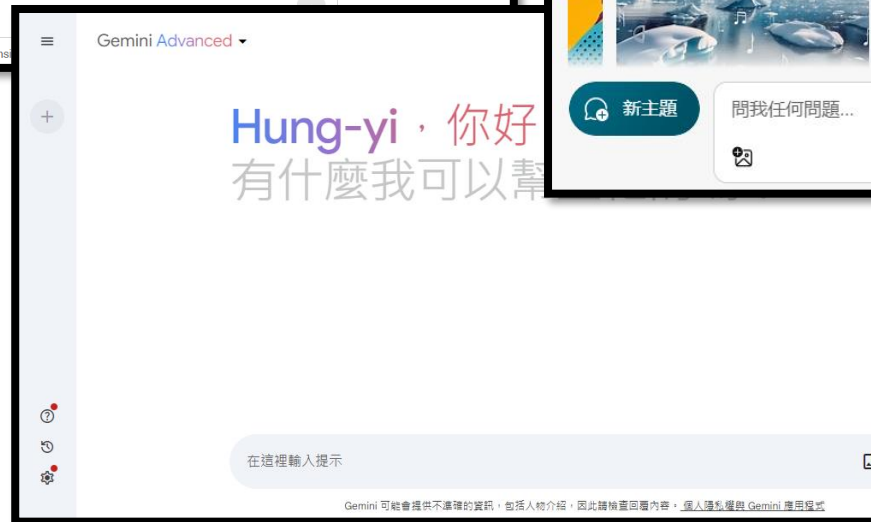 Gemini Advanced
Hung-yi，你好
有什麼我可以幫
新主題
問我任何問題...
在這裡輸入提示
Gemini 可能會提供不準確的資訊，包括人物介紹，因此請檢查回覆內容。個人隱私權與 Gemini 應用程式